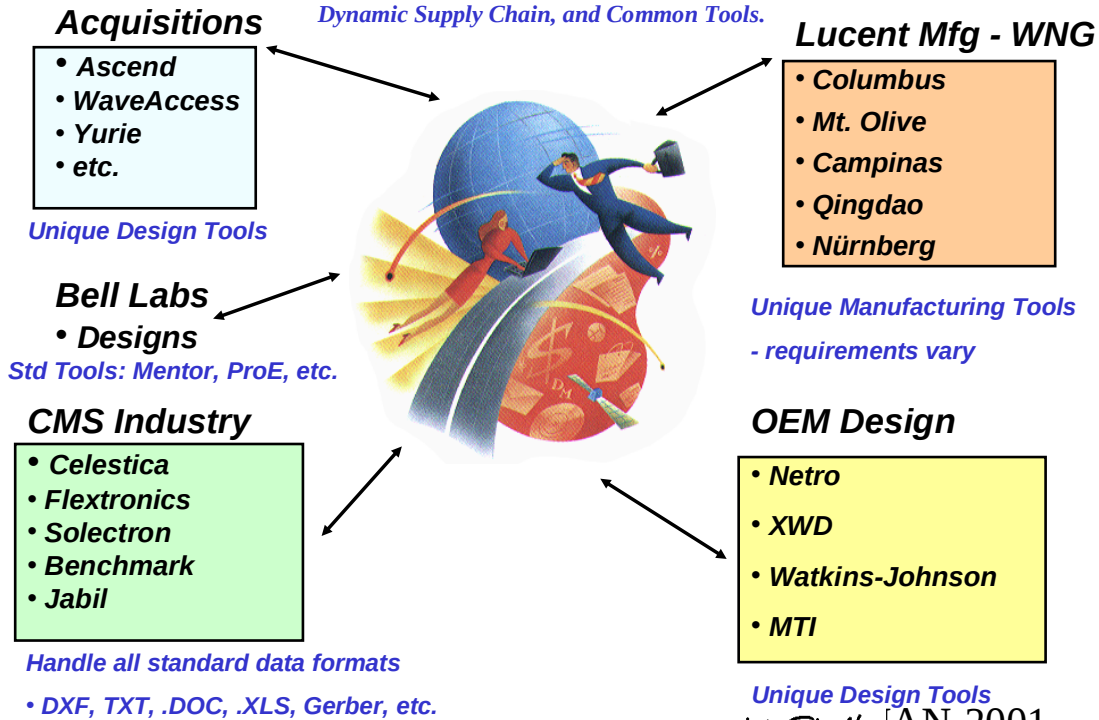 Dynamic Supply Chain, and Common Tools.
Acquisitions
• Ascend
• WaveAccess
• Yurie
• etc.
Unique Design Tools
Lucent Mfg - WNG
• Columbus
• Mt. Olive
• Campinas
• Qingdao
• Nürnberg
Unique Manufacturing Tools
- requirements vary
Bell Labs
• Designs
Std Tools: Mentor, ProE, etc.
CMS Industry
• Celestica
• Flextronics
• Solectron
• Benchmark
• Jabil
Handle all standard data formats
• DXF, TXT, .DOC, .XLS, Gerber, etc.
OEM Design
• Netro
• XWD
• Watkins-Johnson
• MTI
Unique Design Tools
%
$
DM